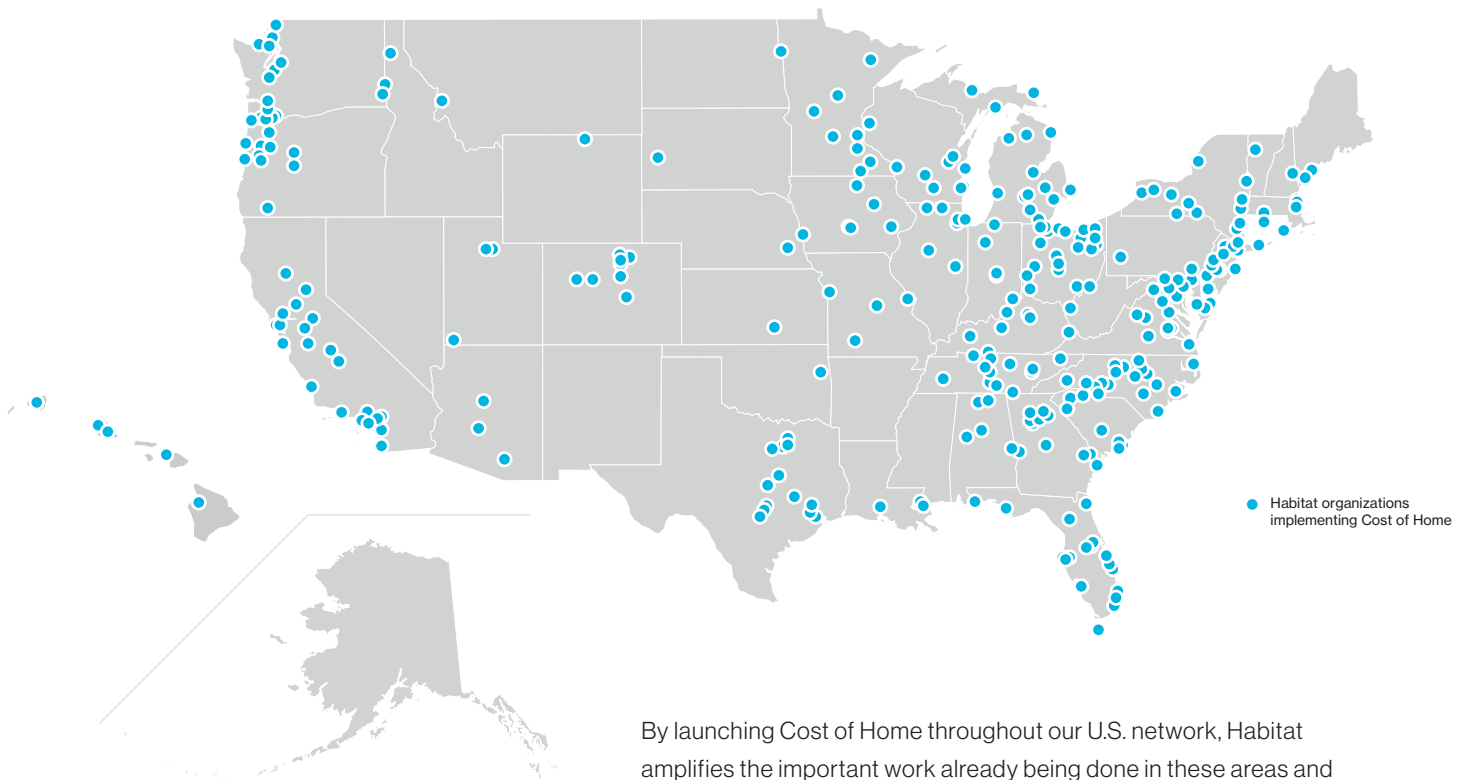 Habitat organizations
implementing Cost of Home
By launching Cost of Home throughout our U.S. network, Habitat
amplifies the important work already being done in these areas and